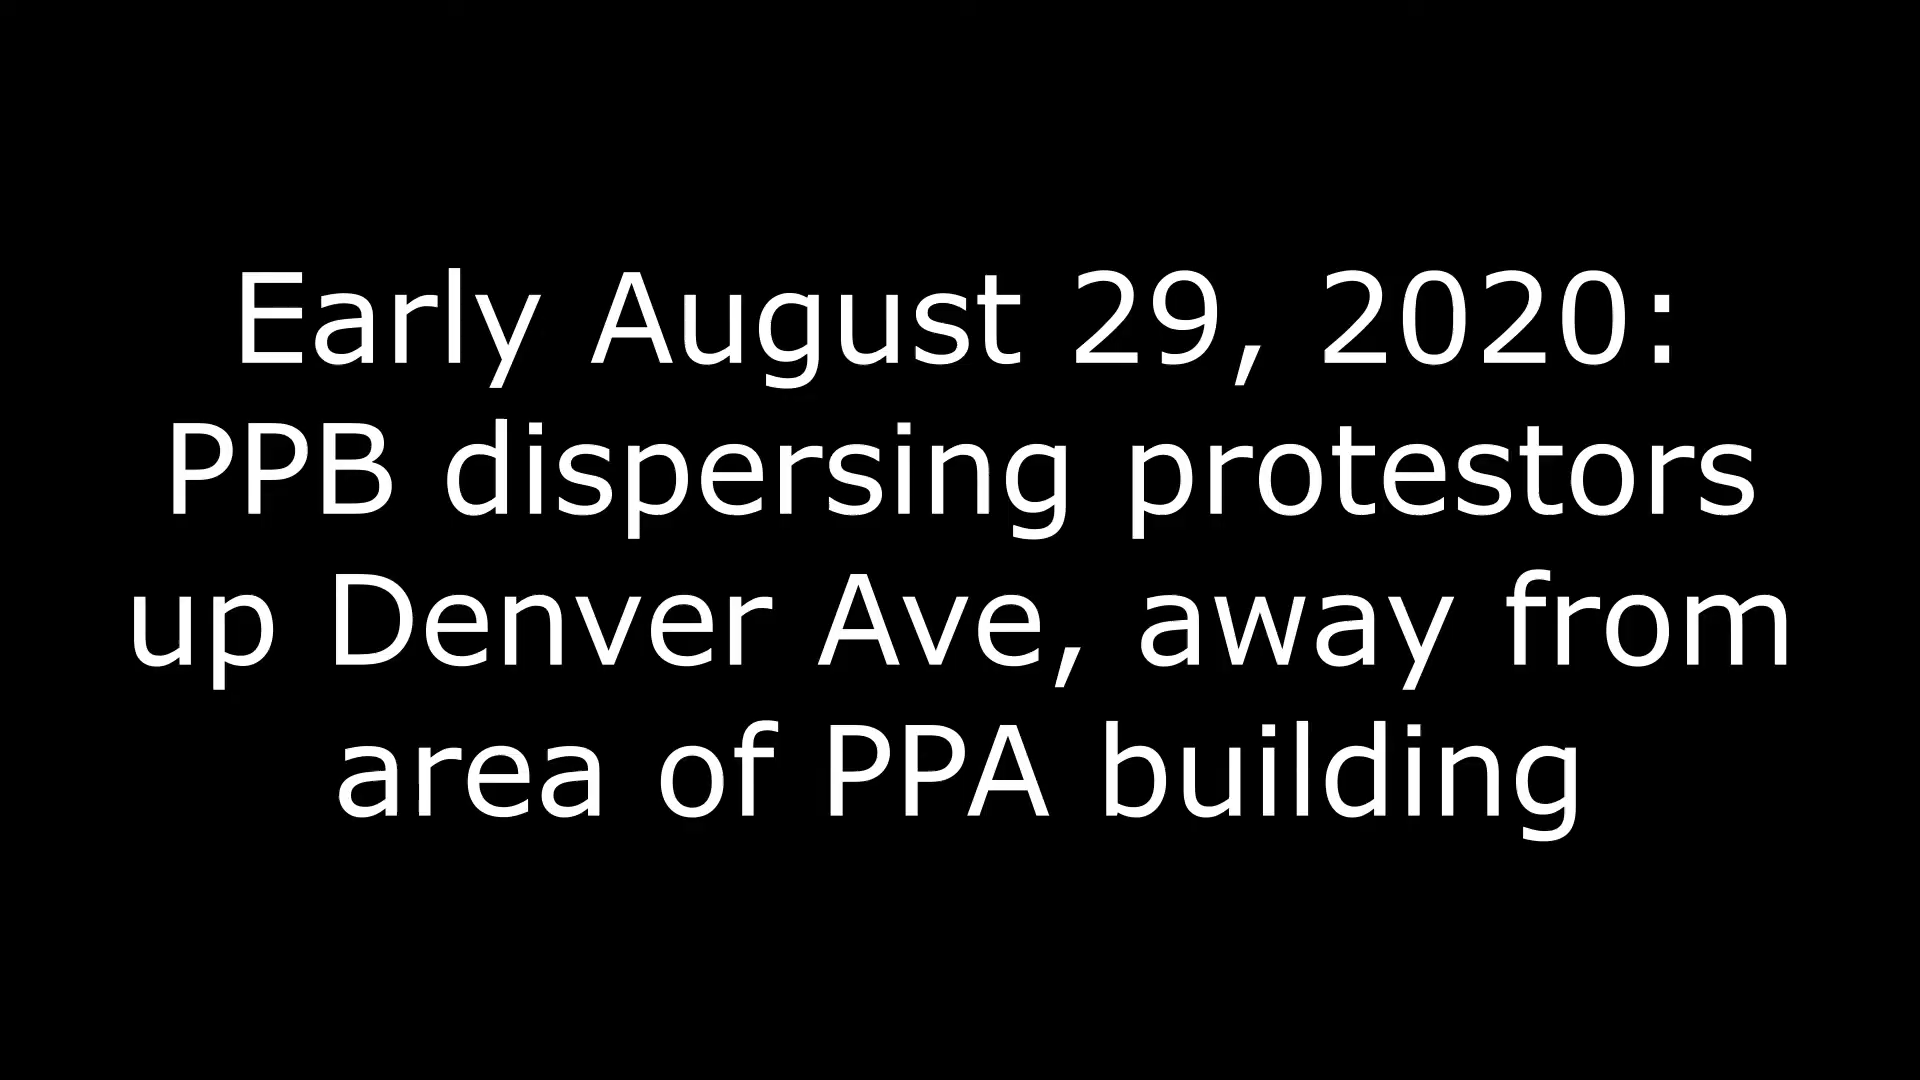 Early August 29, 2020:
PPB dispersing protestors
up Denver Ave, away from
area of PPA building